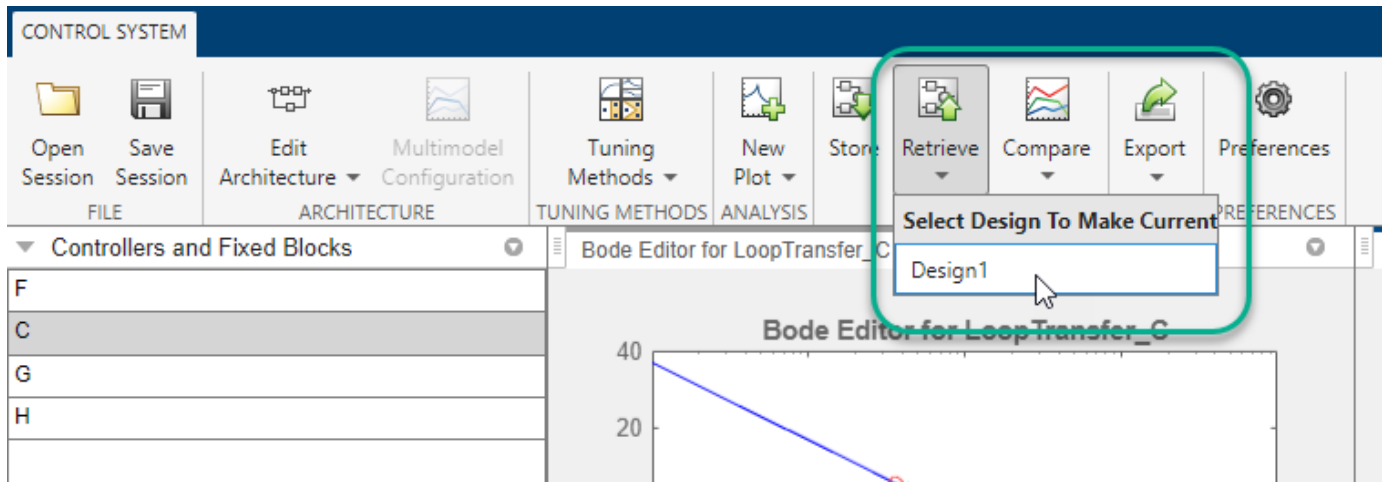 CONTROL SYSTEM
Open Session
Save Session
Edit Architecture
Multimodel Configuration
Tuning Methods
New Plot
Store
Retrieve
Compare
Export
Preferences
FILE
ARCHITECTURE
TUNING METHODS
ANALYSIS
PREFERENCES
Select Design To Make Current
Design1
Controllers and Fixed Blocks
F
C
G
H
Bode Editor for LoopTransfer_C
Bode Editor for LoopTransfer_C
40
20